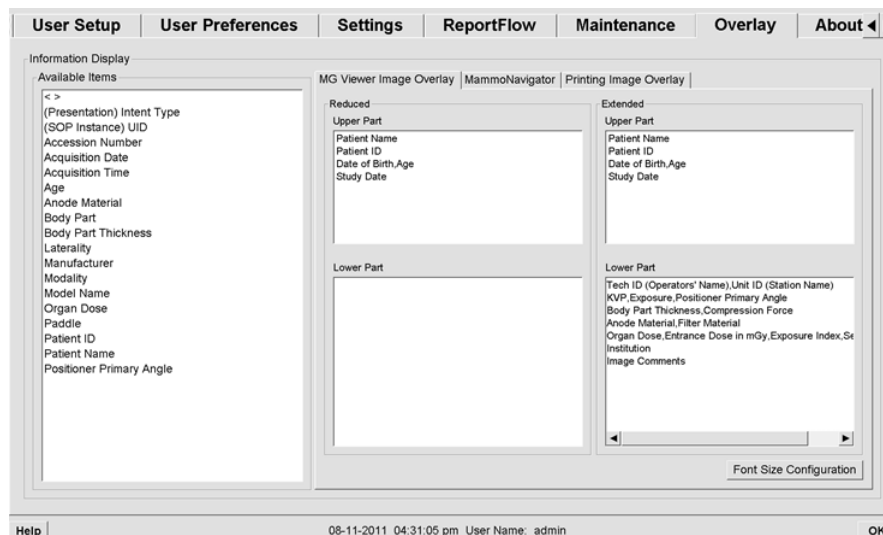 User Setup User Preferences Settings ReportFlow Maintenance Overlay About
Information Display
Available Items
< >
(Presentation) Intent Type
(SOP Instance) UID
Accession Number
Acquisition Date
Acquisition Time
Age
Anode Material
Body Part
Body Part Thickness
Laterality
Manufacturer
Modality
Model Name
Organ Dose
Paddle
Patient ID
Patient Name
Positioner Primary Angle
MG Viewer Image Overlay MammoNavigator Printing Image Overlay
Reduced
Upper Part
Patient Name
Patient ID
Date of Birth,Age
Study Date
Lower Part
Extended
Upper Part
Patient Name
Patient ID
Date of Birth,Age
Study Date
Lower Part
Tech ID (Operators' Name),Unit ID (Station Name)
KVP,Exposure,Positioner Primary Angle
Body Part Thickness,Compression Force
Anode Material,Filter Material
Organ Dose,Entrance Dose in mGy,Exposure Index,Se
Institution
Image Comments
Font Size Configuration
Help 08-11-2011 04:31:05 pm User Name: admin OK